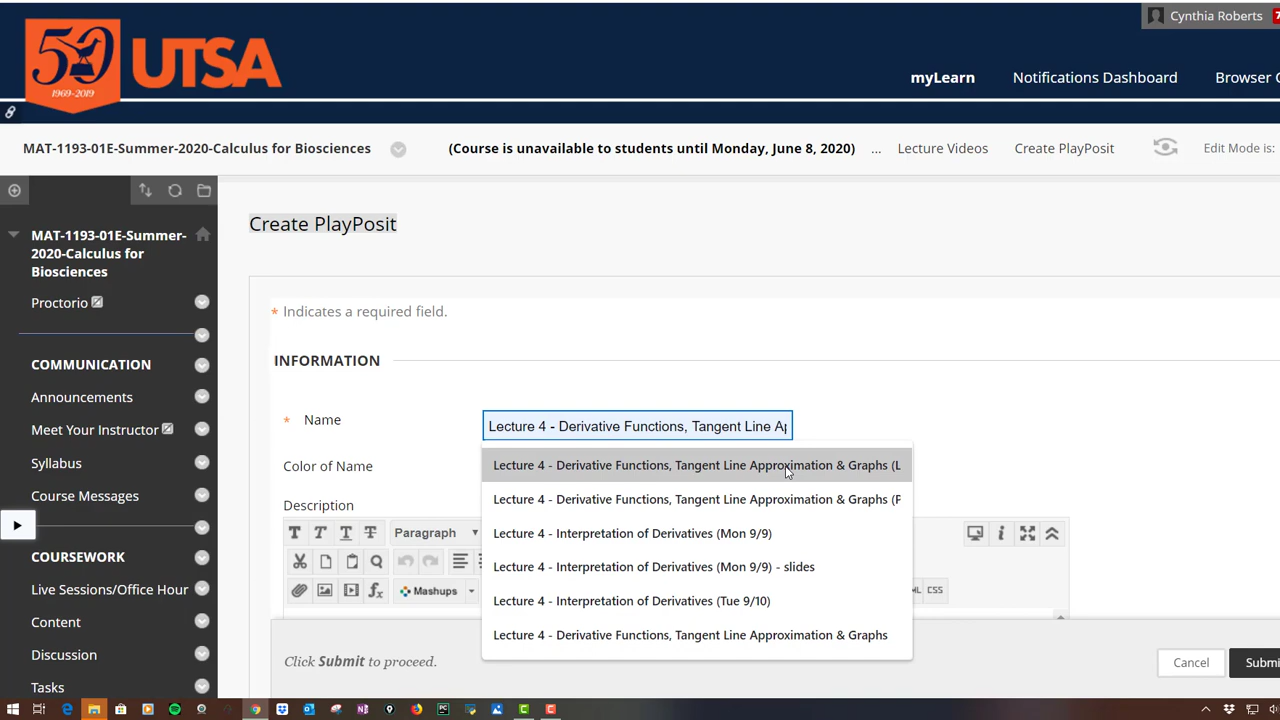 Cynthia Roberts
7
50
UTSA
1969-2019
myLearn
Notifications Dashboard
Browser C
MAT-1193-01E-Summer-2020-Calculus for Biosciences
(Course is unavailable to students until Monday, June 8, 2020)
...
Lecture Videos
Create PlayPosit
Edit Mode is:
Create PlayPosit
MAT-1193-01E-Summer-
2020-Calculus for
Biosciences
Proctorio
* Indicates a required field.
INFORMATION
COMMUNICATION
Announcements
* Name
Lecture 4 - Derivative Functions, Tangent Line Ap
Meet Your Instructor
Color of Name
Lecture 4 - Derivative Functions, Tangent Line Approximation & Graphs (L
Syllabus
Lecture 4 - Derivative Functions, Tangent Line Approximation & Graphs (F
Course Messages
Description
T T T T Paragraph
Lecture 4 - Interpretation of Derivatives (Mon 9/9)
COURSEWORK
Lecture 4 - Interpretation of Derivatives (Mon 9/9) - slides
Live Sessions/Office Hour
fx
Mashups
Lecture 4 - Interpretation of Derivatives (Tue 9/10)
ML
CSS
Content
Lecture 4 - Derivative Functions, Tangent Line Approximation & Graphs
Discussion
Click Submit to proceed.
Cancel
Submi
Tasks